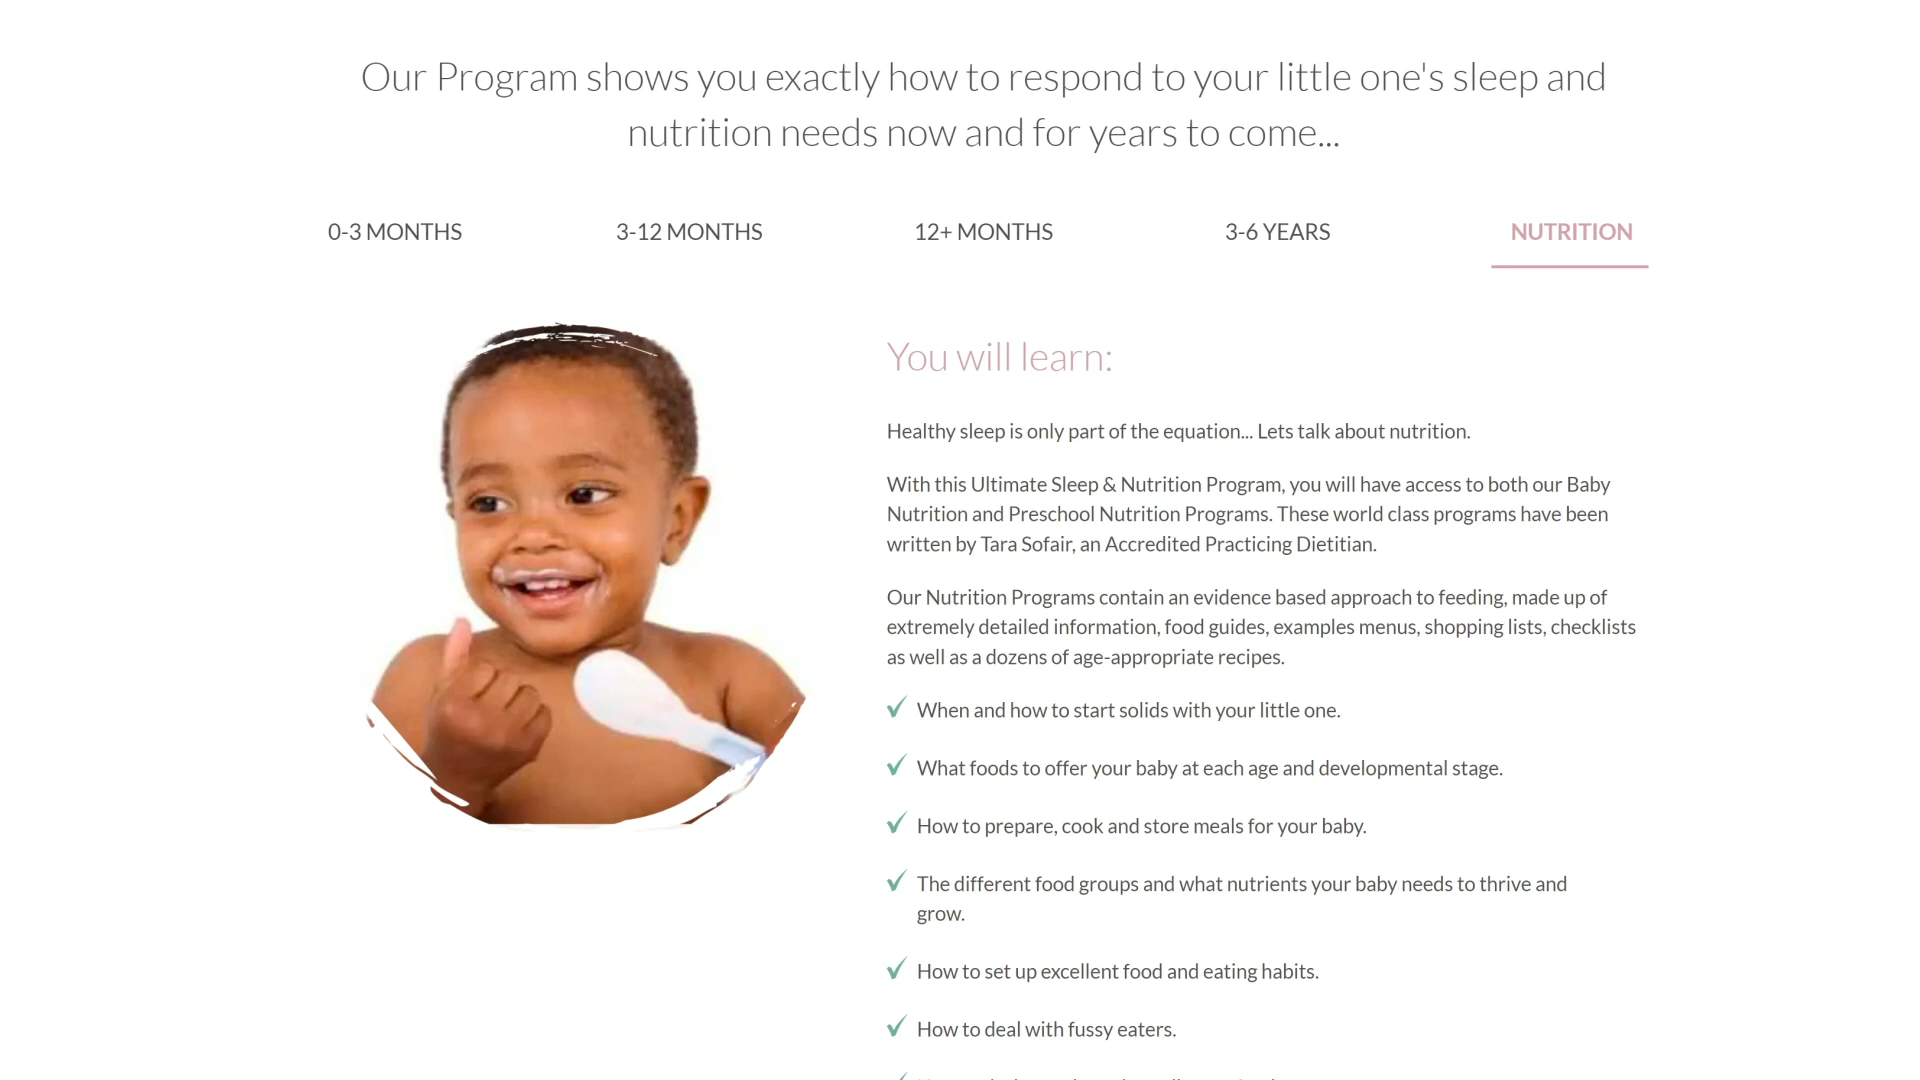 Our Program shows you exactly how to respond to your little one's sleep and
nutrition needs now and for years to come...
0-3 MONTHS
3-12 MONTHS
12+ MONTHS
3-6 YEARS
NUTRITION
You will learn:
Healthy sleep is only part of the equation... Lets talk about nutrition.
With this Ultimate Sleep & Nutrition Program, you will have access to both our Baby
Nutrition and Preschool Nutrition Programs. These world class programs have been
written by Tara Sofair, an Accredited Practicing Dietitian.
Our Nutrition Programs contain an evidence based approach to feeding, made up of
extremely detailed information, food guides, examples menus, shopping lists, checklists
as well as a dozens of age-appropriate recipes.
When and how to start solids with your little one.
What foods to offer your baby at each age and developmental stage.
How to prepare, cook and store meals for your baby.
The different food groups and what nutrients your baby needs to thrive and
grow.
How to set up excellent food and eating habits.
How to deal with fussy eaters.